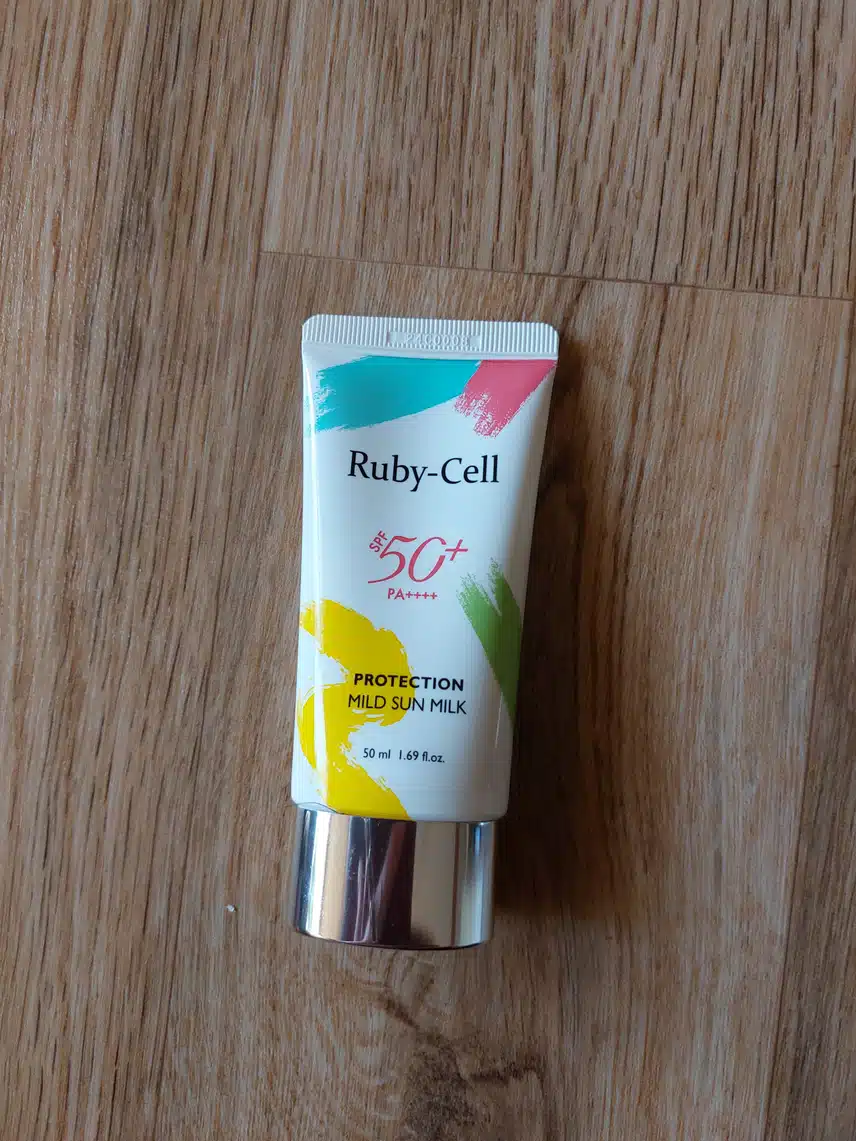 Ruby-Cell
SPF 50+
PA++++
PROTECTION
MILD SUN MILK
50 ml 1.69 fl.oz.